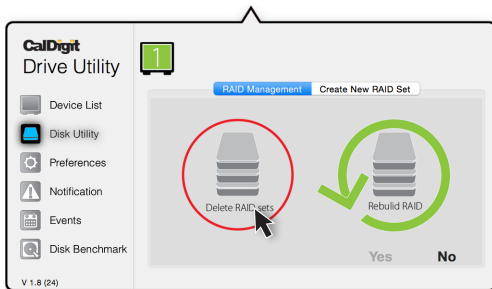 CalDigit
Drive Utility
1
Device List
Disk Utility
Preferences
Notification
Events
Disk Benchmark
V 1.8 (24)
RAID Management
Create New RAID Set
Delete RAID sets
Rebulid RAID
Yes
No